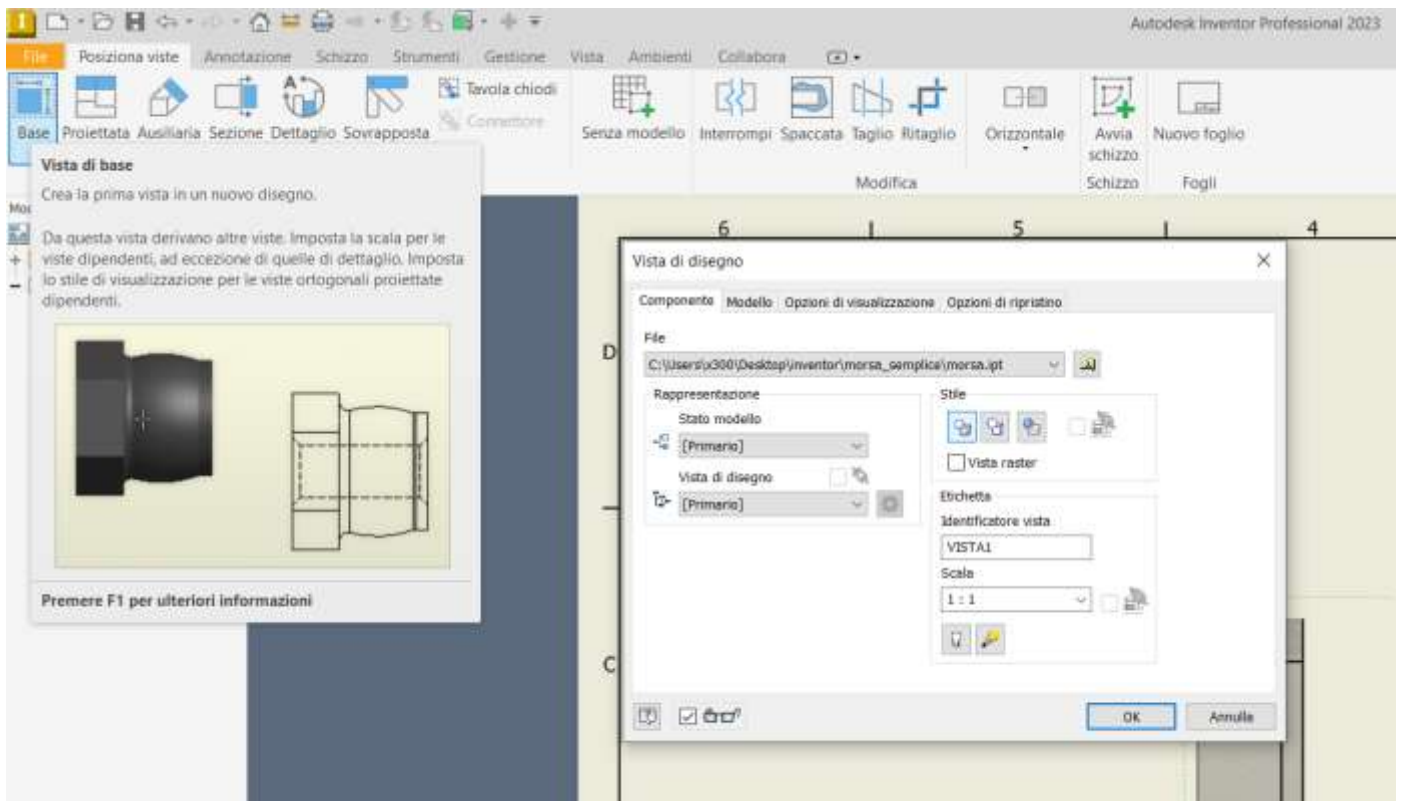 Autodesk Inventor Professional 2023
File Posiziona viste Annotazione Schizzo Strumenti Gestione Vista Ambienti Collabora
Base Proiettata Ausiliaria Sezione Dettaglio Sovrapposta
Tavola chiodi
Connettore
Senza modello Interrompi Spaccata Taglio Ritaglio Orizzontale
Avvia
schizzo
Nuovo foglio
Modifica Schizzo Fogli
Vista di base
Crea la prima vista in un nuovo disegno.
Da questa vista derivano altre viste. Imposta la scala per le
viste dipendenti, ad eccezione di quelle di dettaglio. Imposta
lo stile di visualizzazione per le viste ortogonali proiettate
dipendenti.
Premere F1 per ulteriori informazioni
6 5 4
D
C
Vista di disegno
Componente Modello Opzioni di visualizzazione Opzioni di ripristino
File
C:\Users\x300\Desktop\inventor\morsa_semplice\morsa.ipt
Rappresentazione
Stato modello
[Primario]
Vista di disegno
[Primario]
Stile
Vista raster
Etichetta
Identificatore vista
VISTA1
Scala
1 : 1
OK Annulla